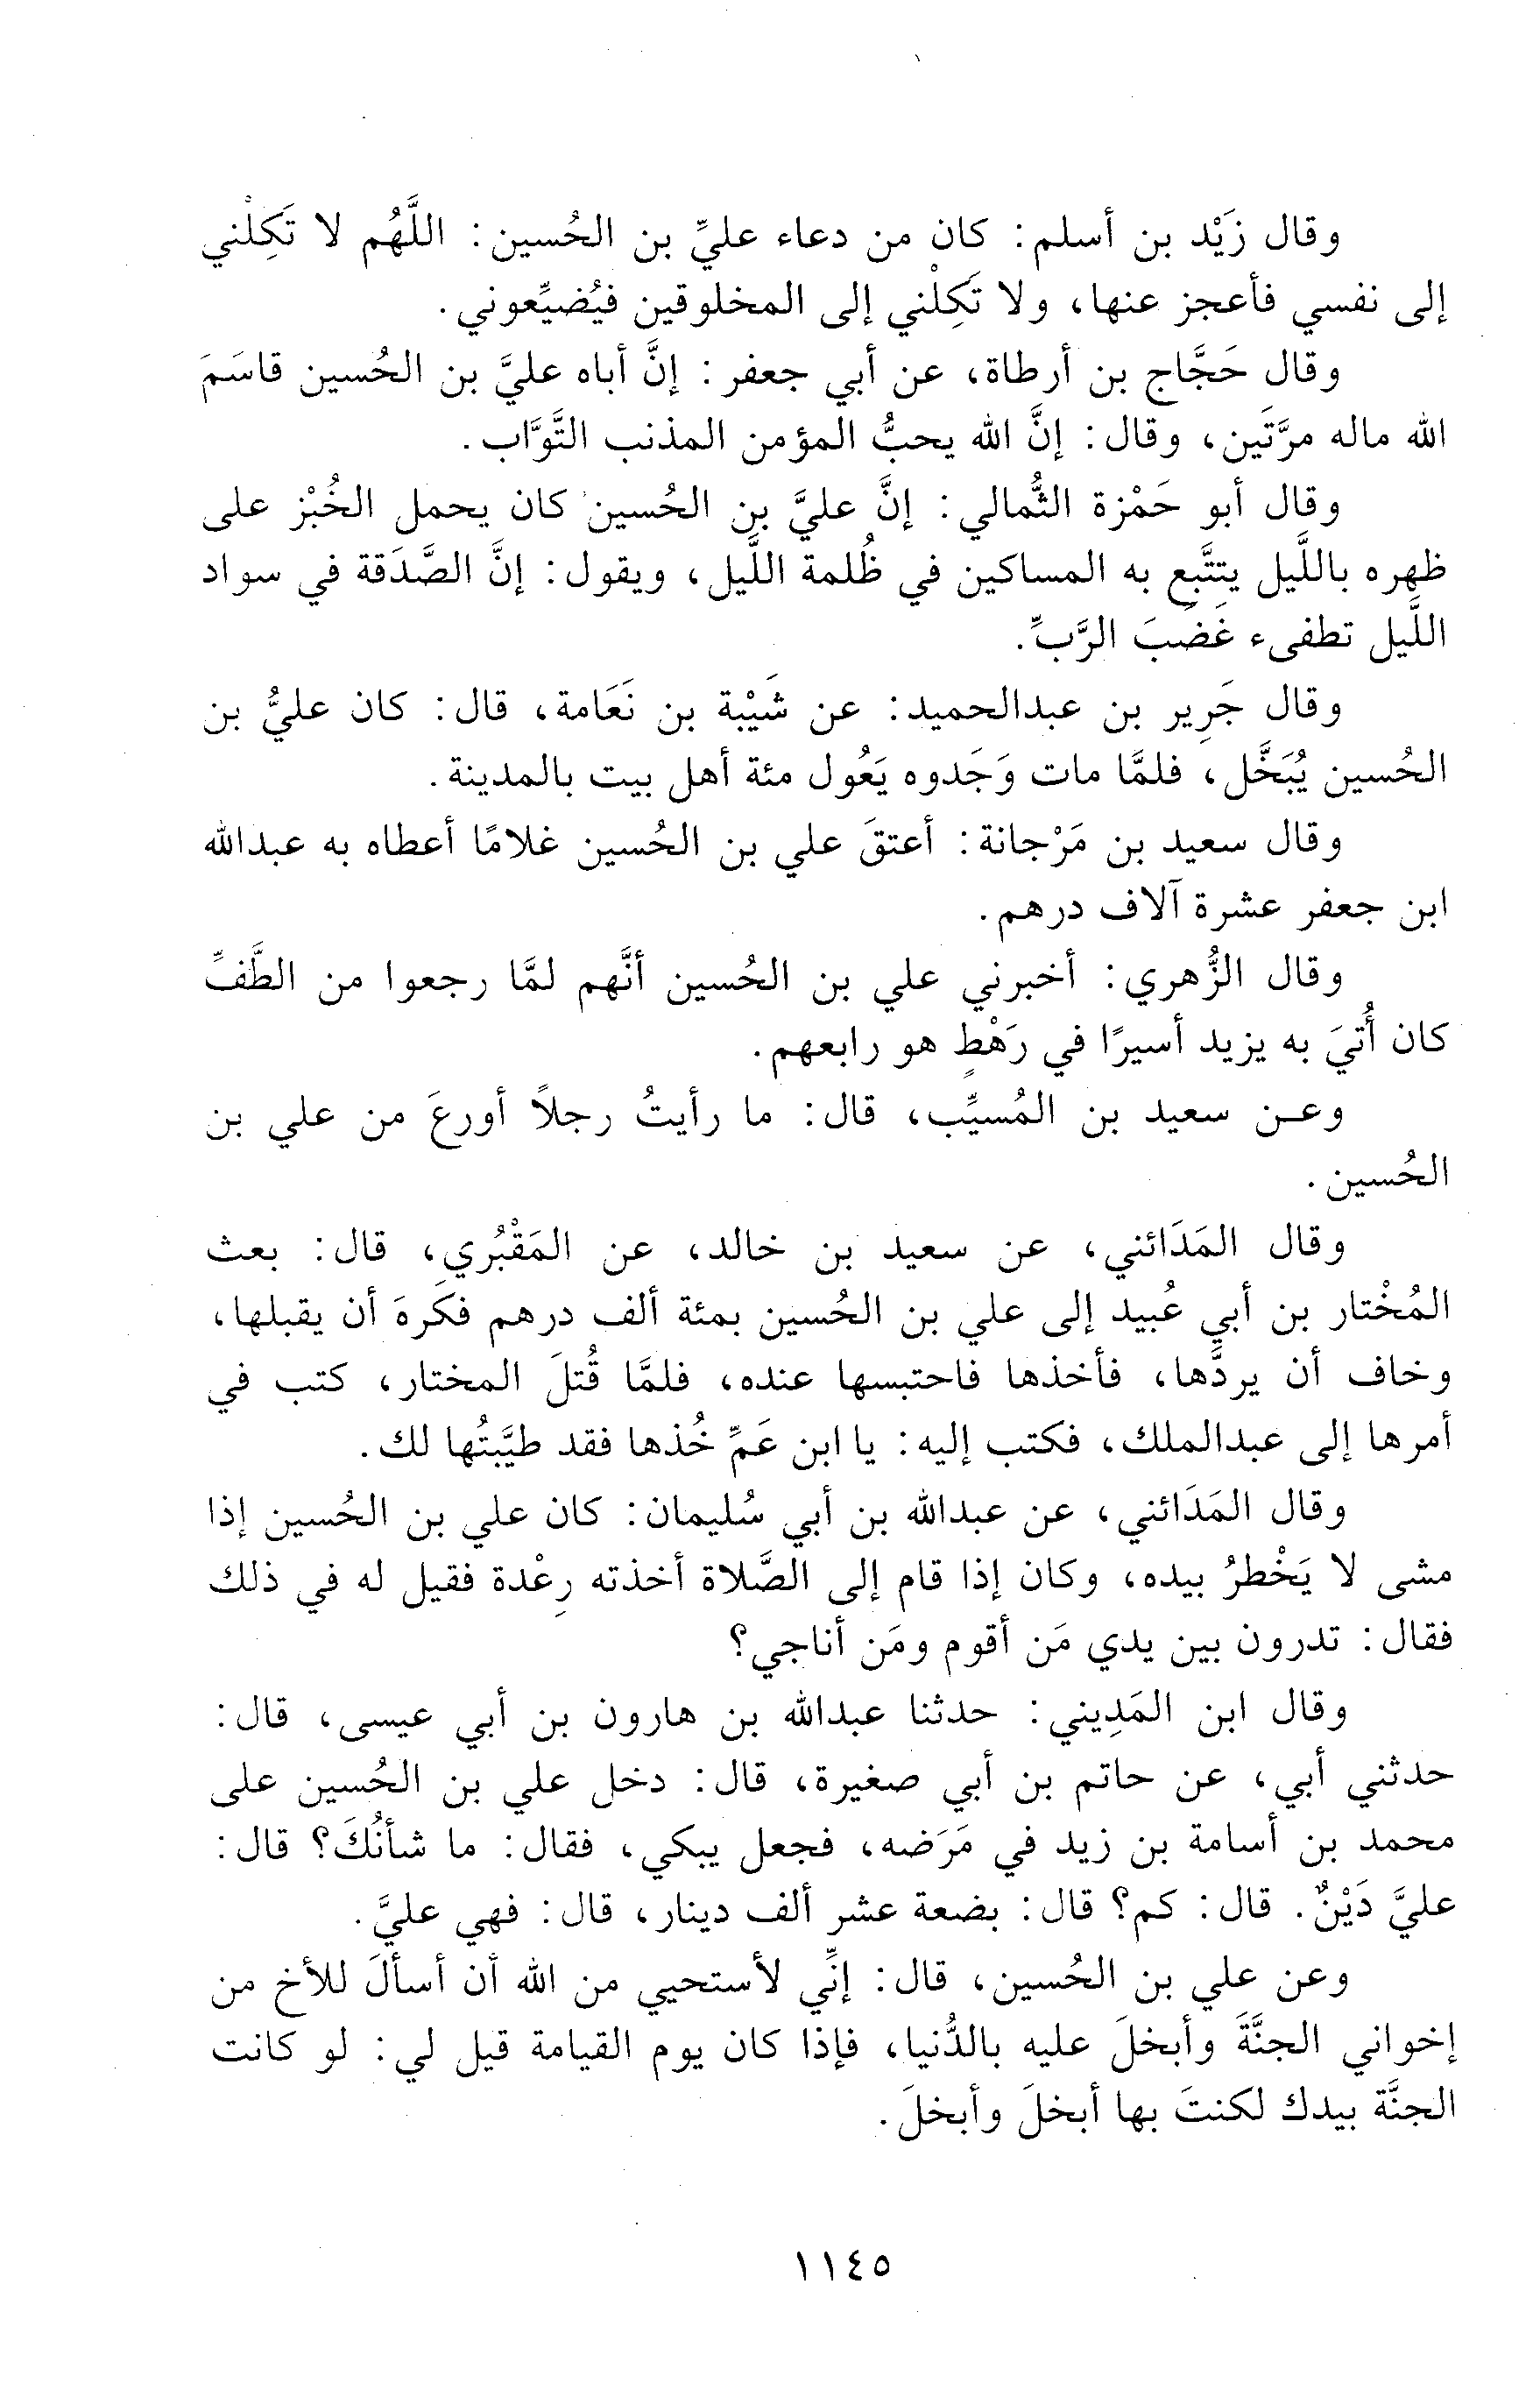 وقال زَيْد بن أسلم: كان من دعاء عليِّ بن الحُسين: اللَّهُم لا تَكِلْني
إلى نفسي فأعجز عنها، ولا تَكِلْني إلى المخلوقين فيُضيِّعوني.
وقال حَجَّاج بن أرطاة، عن أبي جعفر: إنَّ أباه عليَّ بن الحُسين قاسَمَ
الله ماله مرَّتَين، وقال: إنَّ الله يحبُّ المؤمن المذنب التَّوَّاب.
وقال أبو حَمْزة الثُّمالي: إنَّ عليَّ بن الحُسين كان يحمل الخُبْز على
ظهره باللَّيل يتتَّبع به المساكين في ظُلمة اللَّيل، ويقول: إنَّ الصَّدَقة في سواد
اللَّيل تطفىء غَضَبَ الرَّبِّ.
وقال جَرِير بن عبدالحميد: عن شَيْبة بن نَعَامة، قال: كان عليُّ بن
الحُسين يُبَخَّل، فلمَّا مات وَجَدوه يَعُول مئة أهل بيت بالمدينة.
وقال سعيد بن مَرْجانة: أعتقَ علي بن الحُسين غلامًا أعطاه به عبدالله
ابن جعفر عشرة آلاف درهم.
وقال الزُّهري: أخبرني علي بن الحُسين أنَّهم لمَّا رجعوا من الطَّفِّ
كان أُتيَ به يزيد أسيرًا في رَهْطٍ هو رابعهم.
وعـن سعيد بن المُسيِّب، قال: ما رأيتُ رجلاً أورعَ من علي بن
الحُسين.
وقال المَدَائني، عن سعيد بن خالد، عن المَقْبُري، قال: بعث
المُخْتار بن أبي عُبيد إلى علي بن الحُسين بمئة ألف درهم فكَرهَ أن يقبلها،
وخاف أن يردَّها، فأخذها فاحتبسها عنده، فلمَّا قُتلَ المختار، كتب في
أمرها إلى عبدالملك، فكتب إليه: يا ابن عَمِّ خُذها فقد طيَّبتُها لك.
وقال المَدَائني، عن عبدالله بن أبي سُليمان: كان علي بن الحُسين إذا
مشى لا يَخْطرُ بيده، وكان إذا قام إلى الصَّلاة أخذته رِعْدة فقيل له في ذلك
فقال: تدرون بين يدي مَن أقوم ومَن أناجي؟
وقال ابن المَدِيني: حدثنا عبدالله بن هارون بن أبي عيسى، قال:
حدثني أبي، عن حاتم بن أبي صغيرة، قال: دخل علي بن الحُسين على
محمد بن أسامة بن زيد في مَرَضه، فجعل يبكي، فقال: ما شأنُكَ؟ قال:
عليَّ دَيْنٌ. قال: كم؟ قال: بضعة عشر ألف دينار، قال: فهي عليَّ.
وعن علي بن الحُسين، قال: إنِّي لأستحيي من الله أن أسألَ للأخ من
إخواني الجنَّةَ وأبخلَ عليه بالدُّنيا، فإذا كان يوم القيامة قيل لي: لو كانت
الجنَّة بيدك لكنتَ بها أبخلَ وأبخلَ.
١١٤٥